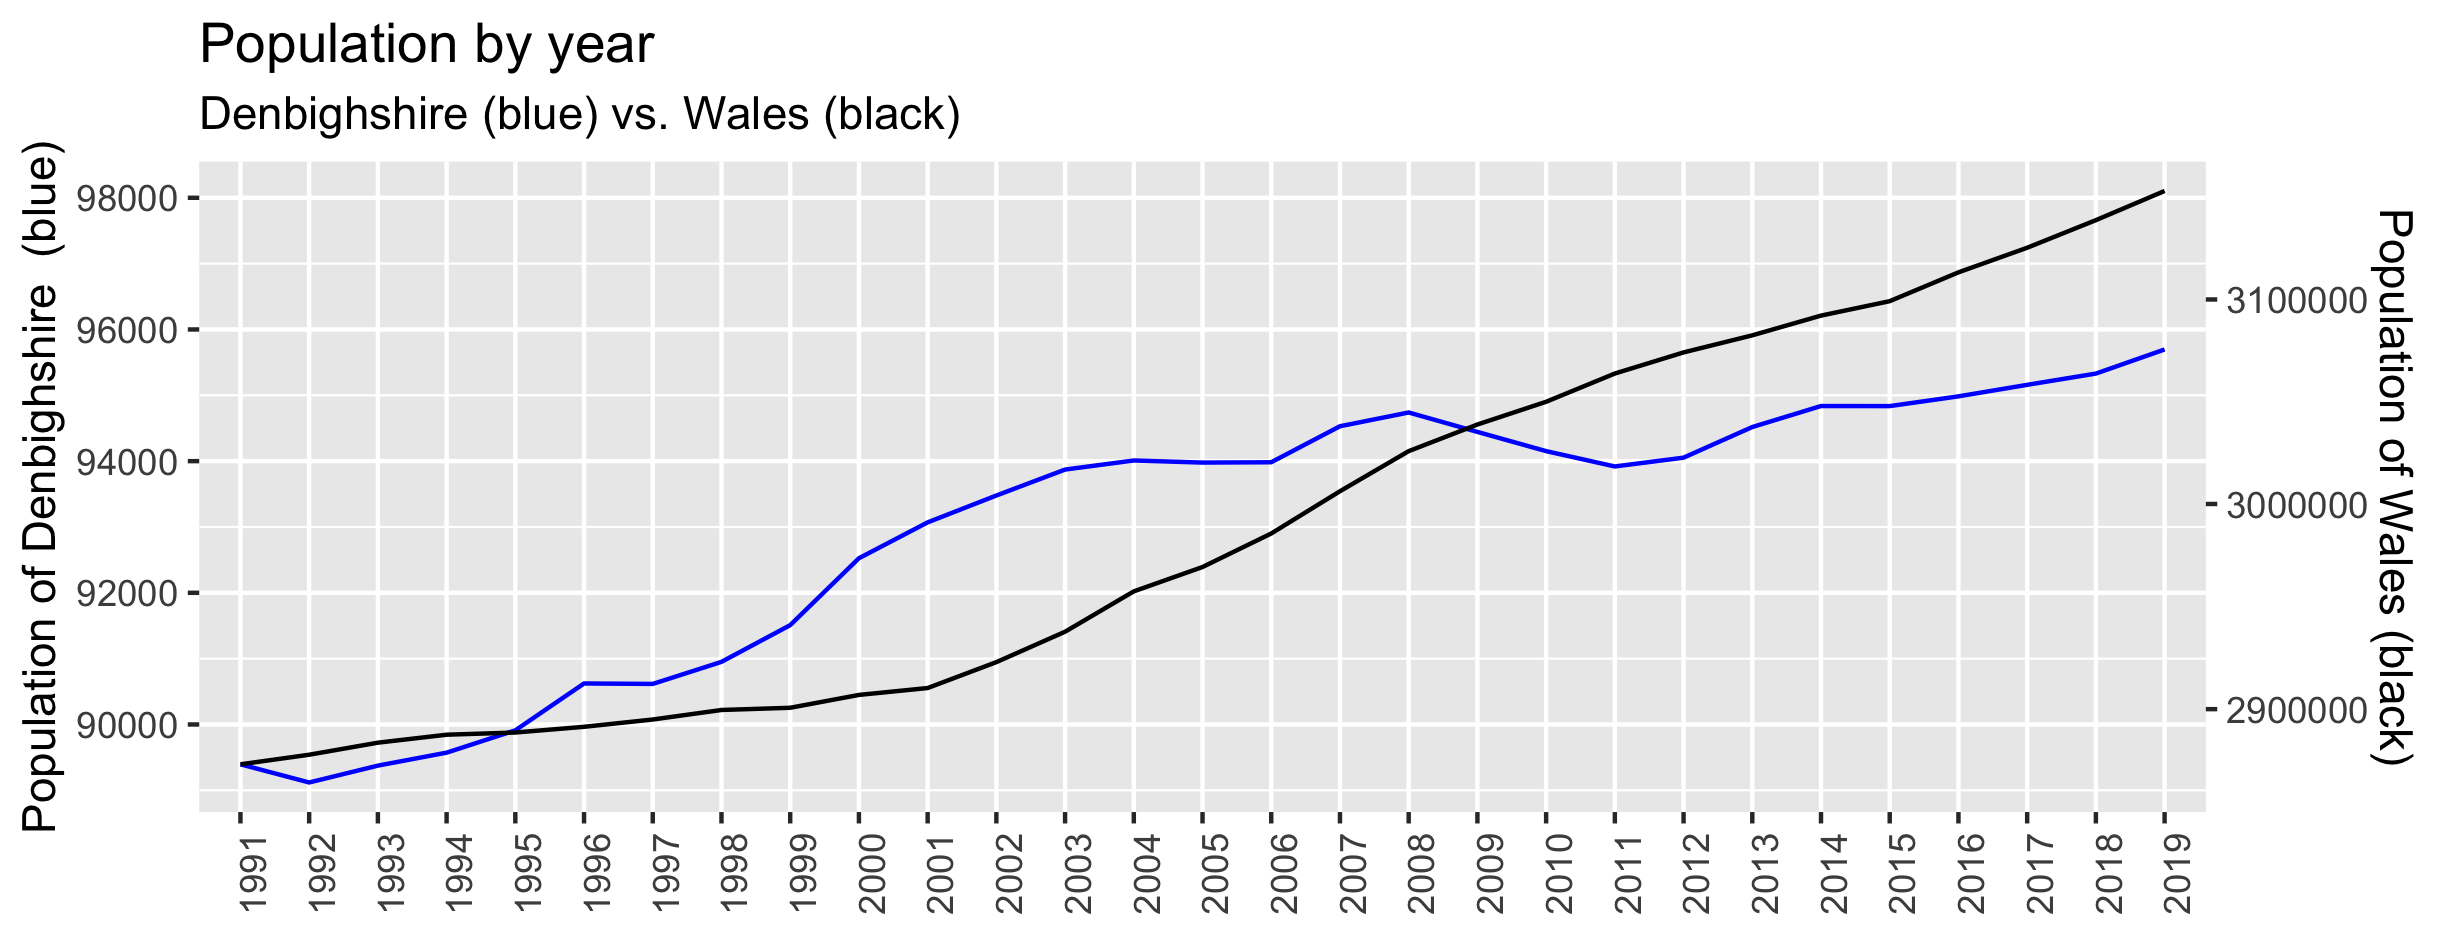 Population by year
Denbighshire (blue) vs. Wales (black)
Population of Denbighshire  (blue)
98000
96000
94000
92000
90000
3100000
3000000
2900000
Population of Wales (black)
1991 1992 1993 1994 1995 1996 1997 1998 1999 2000 2001 2002 2003 2004 2005 2006 2007 2008 2009 2010 2011 2012 2013 2014 2015 2016 2017 2018 2019